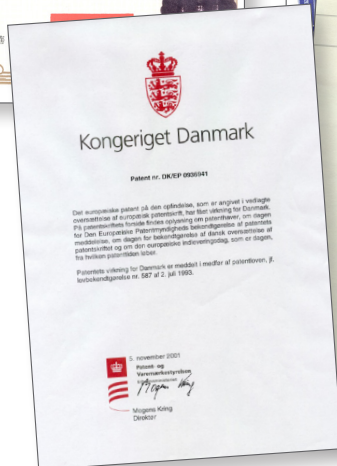 Kongeriget Danmark
Patent nr. DK/EP 0936941
Det europæiske patent på den opfindelse, som er angivet i vedlagte
oversættelse af europæisk patentskrift, har fået virkning for Danmark.
På patentskriftets forside findes oplysning om patenthaver, om dagen
for Den Europæiske Patentmyndigheds bekendtgørelse af patentets
meddelelse, om dagen for bekendtgørelse af dansk oversættelse af
patentskriftet og om den europæiske indleveringsdag, som er dagen,
fra hvilken patenttiden løber.
Patentets virkning for Danmark er meddelt i medfør af patentloven, jf.
lovbekendtgørelse nr. 587 af 2. juli 1993.
5. november 2001
Patent- og
Varemærkestyrelsen
Mogens Kring
Mogens Kring
Direktør